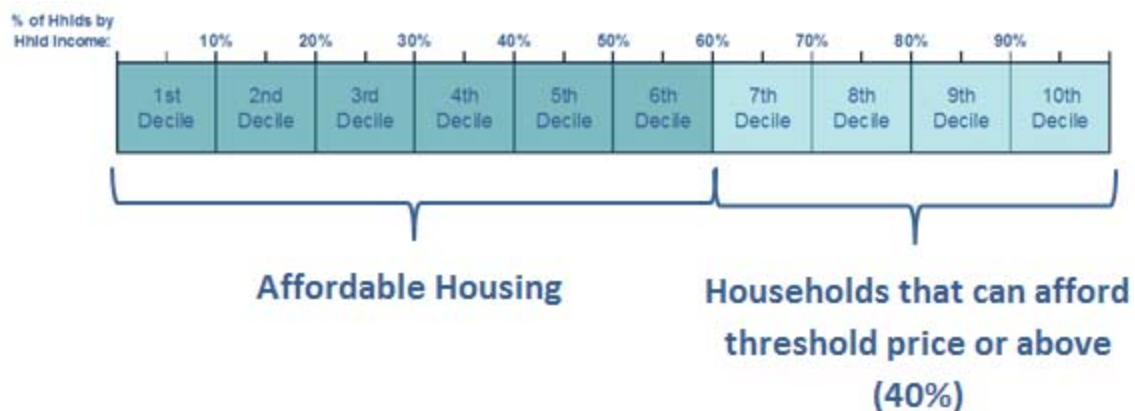 % of Hhlds by
Hhld Income:
10% 20% 30% 40% 50% 60% 70% 80% 90%
1st 2nd 3rd 4th 5th 6th 7th 8th 9th 10th
Decile Decile Decile Decile Decile Decile Decile Decile Decile Decile
Affordable Housing
Households that can afford
threshold price or above
(40%)